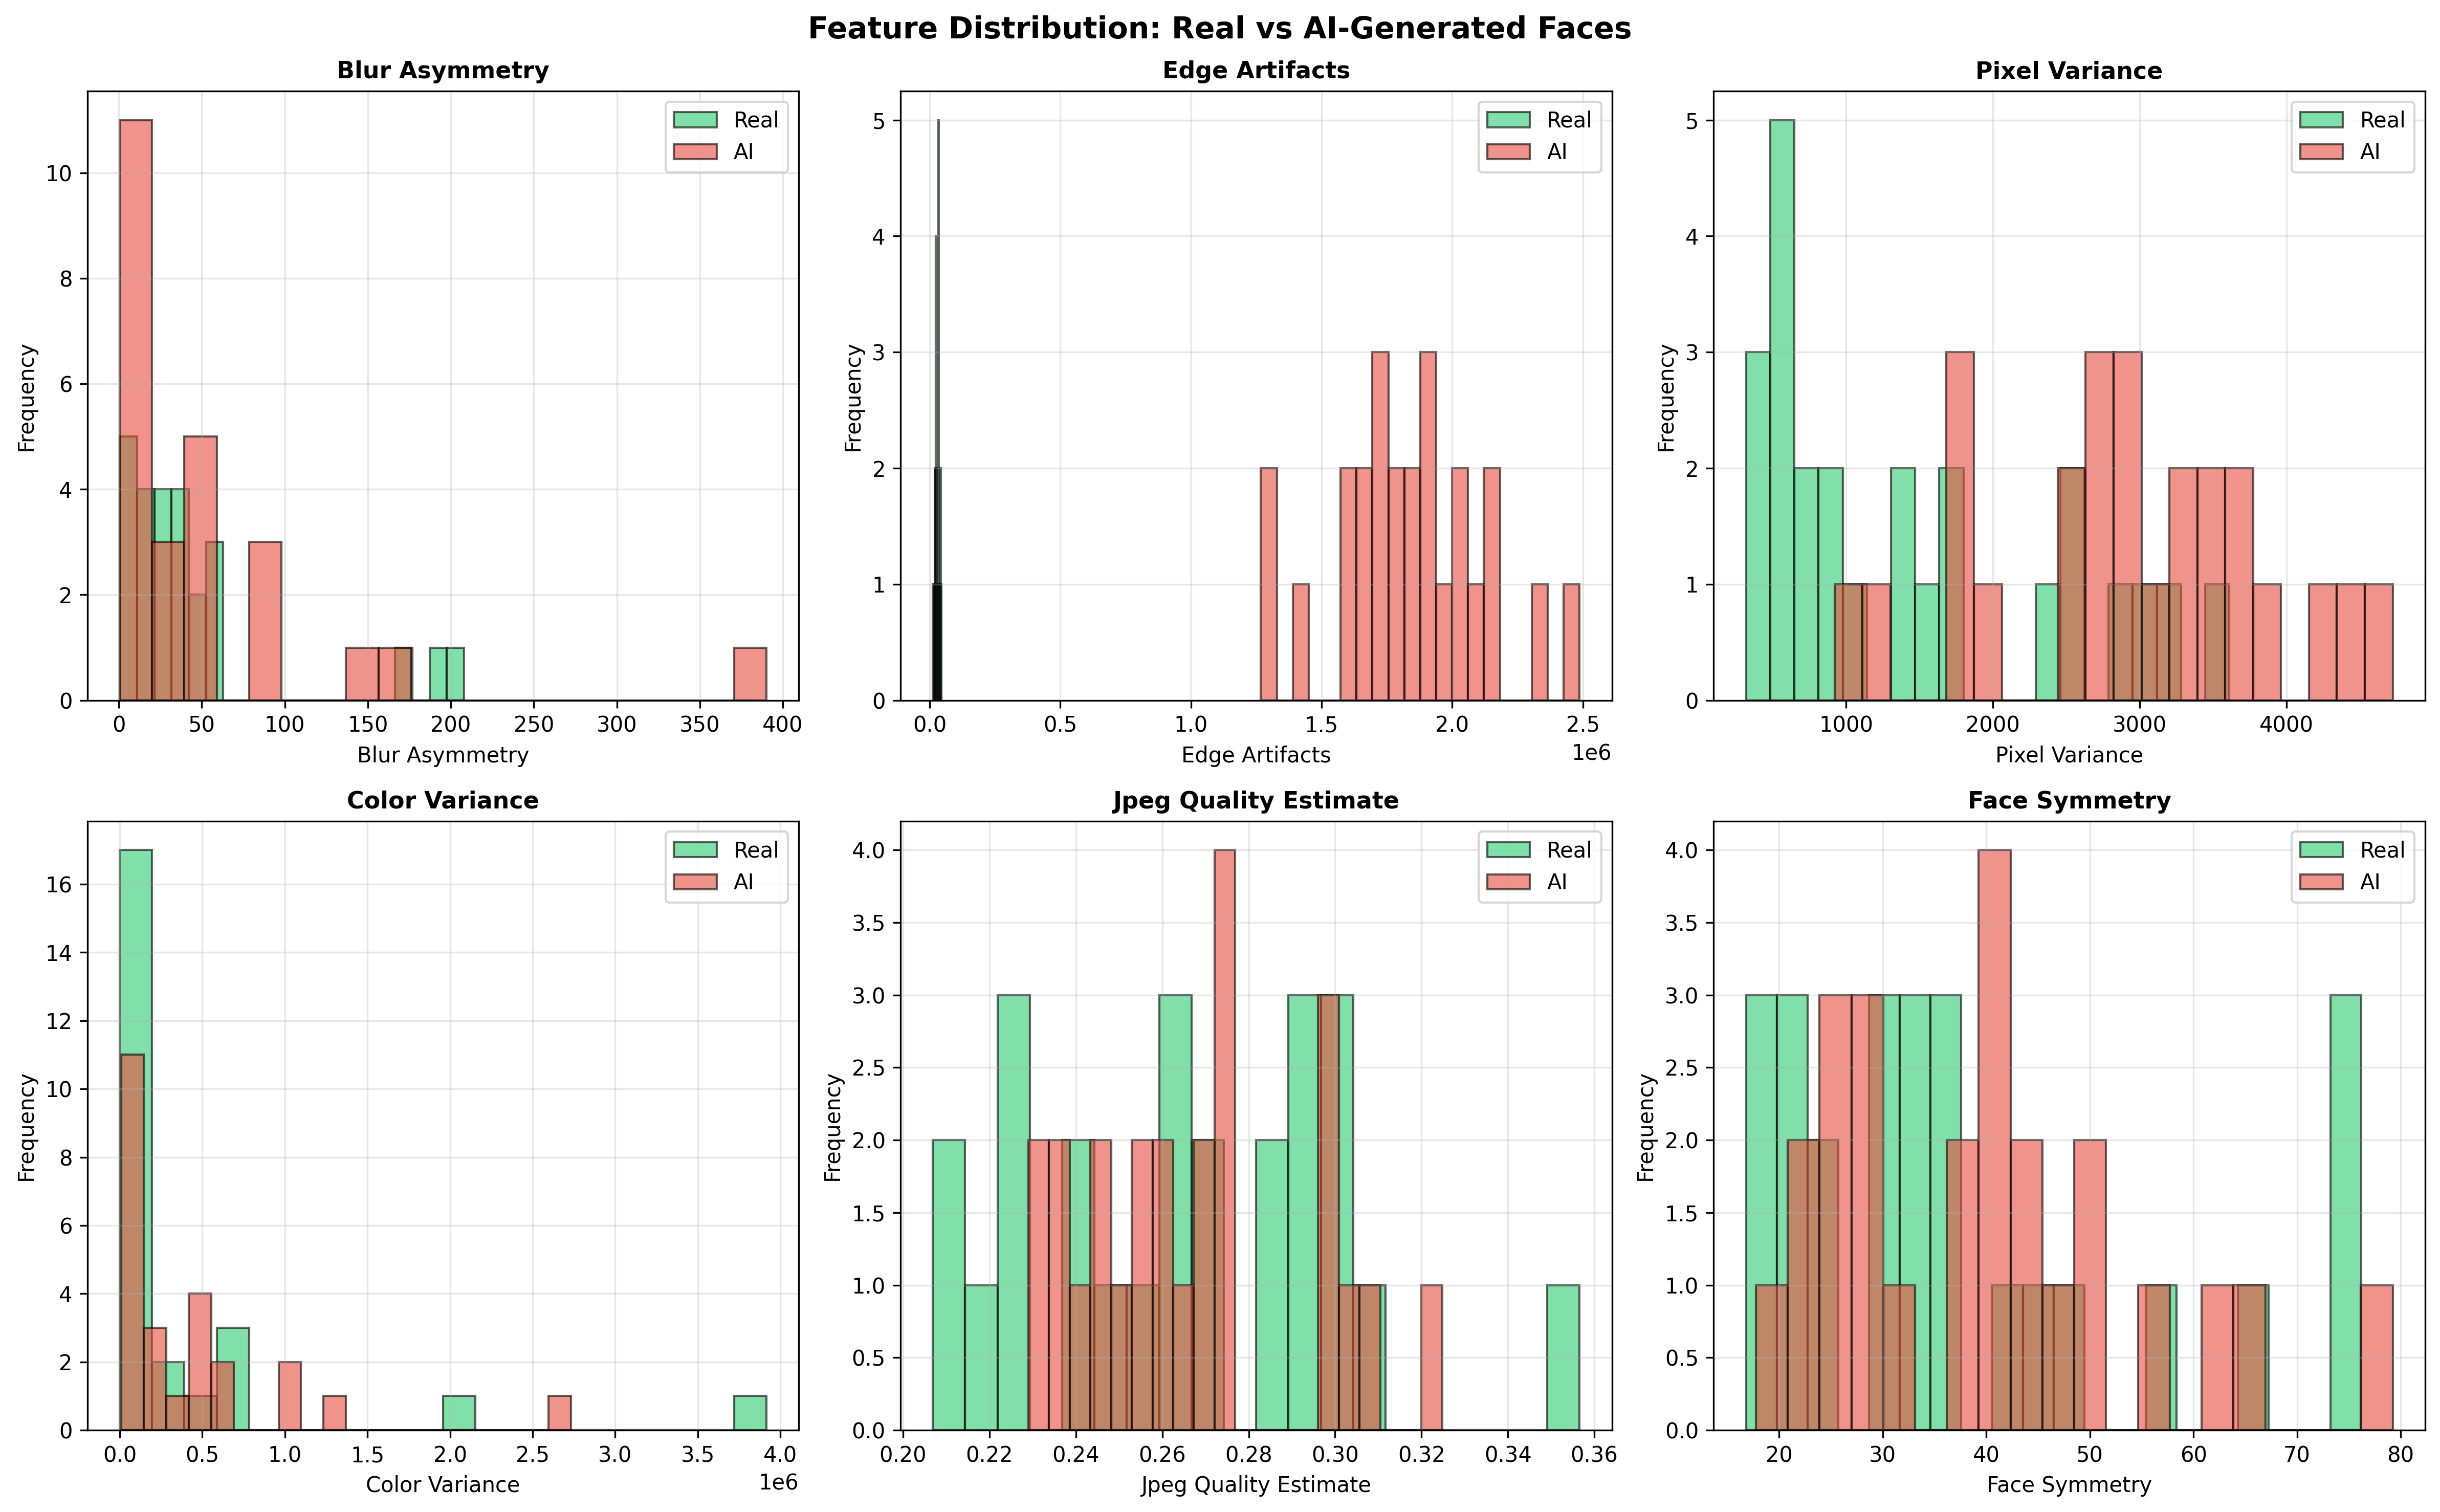 Feature Distribution: Real vs AI-Generated Faces
Blur Asymmetry
Real
AI
Frequency
10
8
6
4
2
0
0 50 100 150 200 250 300 350 400
Blur Asymmetry
Edge Artifacts
Real
AI
Frequency
5
4
3
2
1
0
0.0 0.5 1.0 1.5 2.0 2.5
1e6
Edge Artifacts
Pixel Variance
Real
AI
Frequency
5
4
3
2
1
0
1000 2000 3000 4000
Pixel Variance
Color Variance
Real
AI
Frequency
16
14
12
10
8
6
4
2
0
0.0 0.5 1.0 1.5 2.0 2.5 3.0 3.5 4.0
1e6
Color Variance
Jpeg Quality Estimate
Real
AI
Frequency
4.0
3.5
3.0
2.5
2.0
1.5
1.0
0.5
0.0
0.20 0.22 0.24 0.26 0.28 0.30 0.32 0.34 0.36
Jpeg Quality Estimate
Face Symmetry
Real
AI
Frequency
4.0
3.5
3.0
2.5
2.0
1.5
1.0
0.5
0.0
20 30 40 50 60 70 80
Face Symmetry